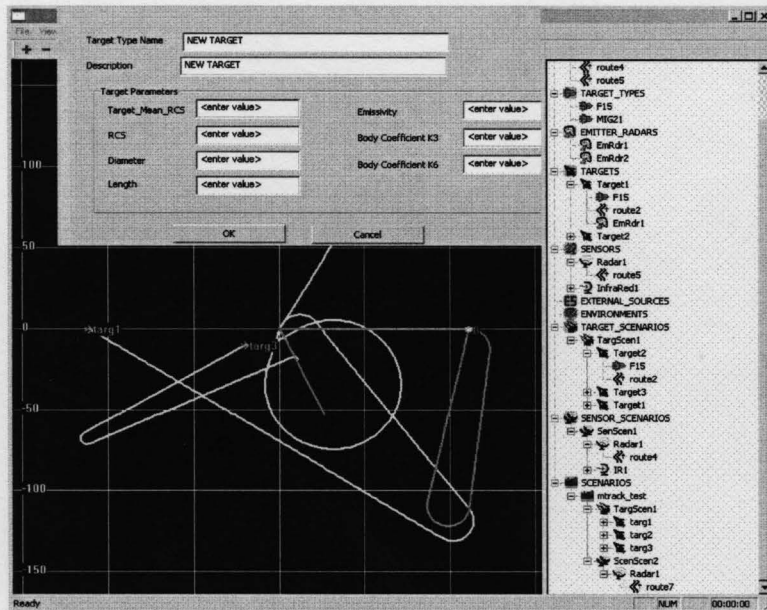 File View
+ -
Target Type Name NEW TARGET
Description NEW TARGET
Target Parameters
Target_Mean_RCS <enter value>
Emissivity <enter value>
RCS <enter value>
Body Coefficient K3 <enter value>
Diameter <enter value>
Body Coefficient K6 <enter value>
Length <enter value>
OK Cancel
100
50
0
-50
-100
-150
targ1
targ3
route4
route5
TARGET_TYPES
F15
MIG21
EMITTER_RADARS
EmRdr1
EmRdr2
TARGETS
Target1
F15
route2
EmRdr1
Target2
SENSORS
Radar1
route5
InfraRed1
EXTERNAL_SOURCES
ENVIRONMENTS
TARGET_SCENARIOS
TargScen1
Target2
F15
route2
Target3
Target1
SENSOR_SCENARIOS
SenScen1
Radar1
route4
IR1
SCENARIOS
mtrack_test
TargScen1
targ1
targ2
targ3
ScenScen2
Radar1
route7
Ready NUM 00:00:00